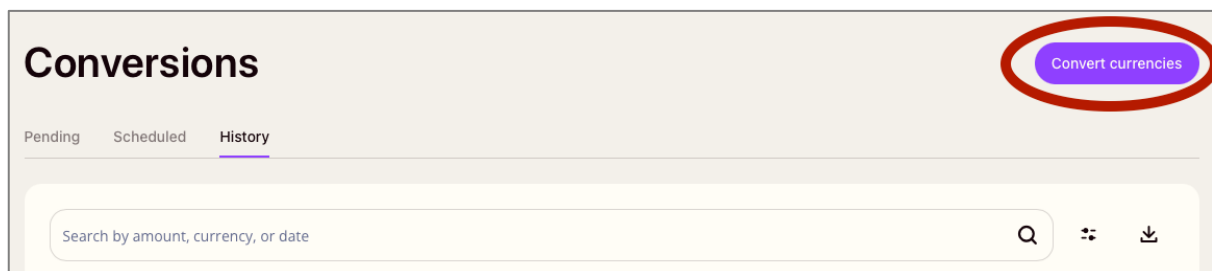 Conversions
Convert currencies
Pending Scheduled History
Search by amount, currency, or date